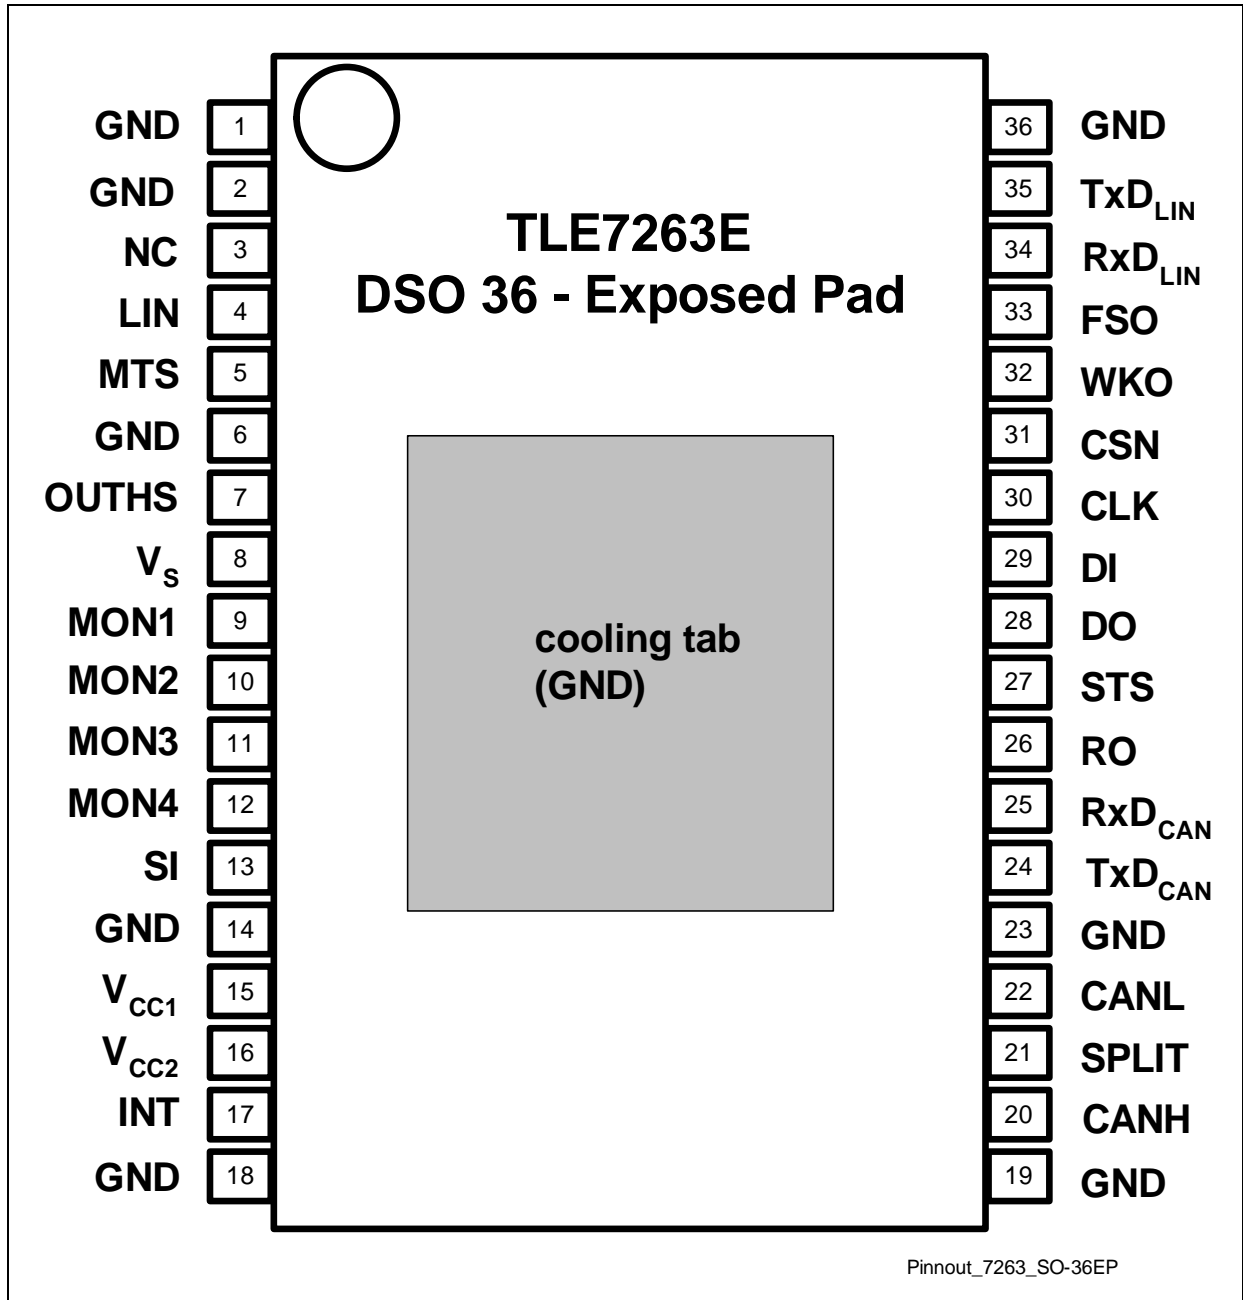 GND 1
GND 2
NC 3
LIN 4
MTS 5
GND 6
OUTHS 7
VS 8
MON1 9
MON2 10
MON3 11
MON4 12
SI 13
GND 14
VCC1 15
VCC2 16
INT 17
GND 18
TLE7263E
DSO 36 - Exposed Pad
cooling tab
(GND)
36 GND
35 TxDLIN
34 RxDLIN
33 FSO
32 WKO
31 CSN
30 CLK
29 DI
28 DO
27 STS
26 RO
25 RxDCAN
24 TxDCAN
23 GND
22 CANL
21 SPLIT
20 CANH
19 GND
Pinnout_7263_SO-36EP